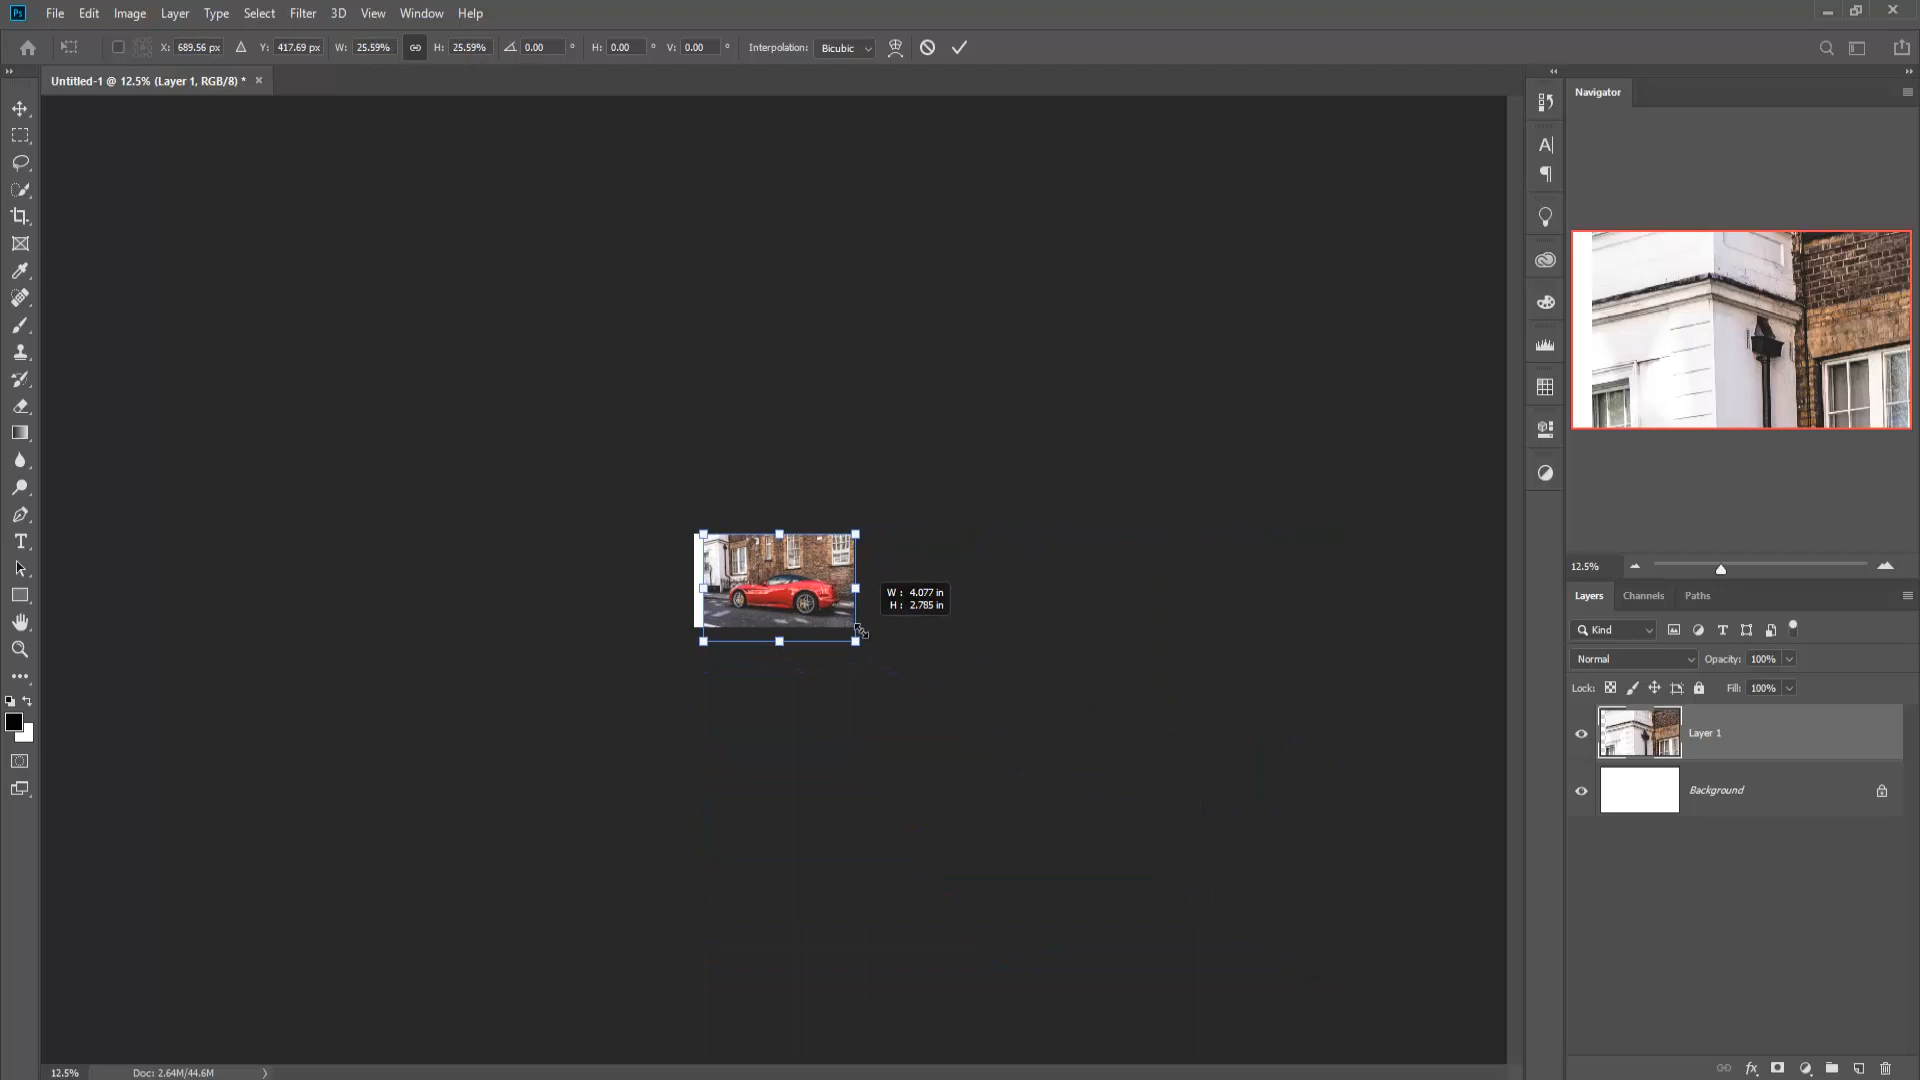 Ps File Edit Image Layer Type Select Filter 3D View Window Help
X: 689.56 px Y: 417.69 px W: 25.59% H: 25.59% 0.00 ° H: 0.00 ° V: 0.00 ° Interpolation: Bicubic
Untitled-1 @ 12.5% (Layer 1, RGB/8) *
Navigator
W : 4.077 in
H : 2.785 in
12.5%
Layers Channels Paths
Kind
Normal Opacity: 100%
Lock: Fill: 100%
Layer 1
Background
12.5% Doc: 2.64M/44.6M